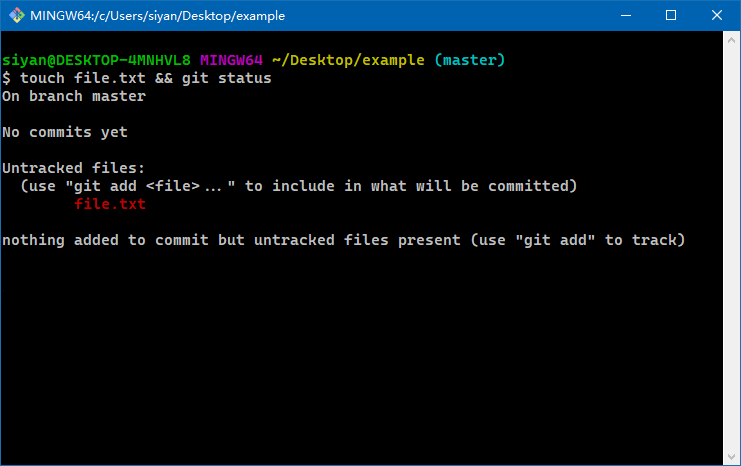 MINGW64:/c/Users/siyan/Desktop/example
siyan@DESKTOP-4MNHVL8 MINGW64 ~/Desktop/example (master)
$ touch file.txt && git status
On branch master
No commits yet
Untracked files:
  (use "git add <file>..." to include in what will be committed)
        file.txt
nothing added to commit but untracked files present (use "git add" to track)